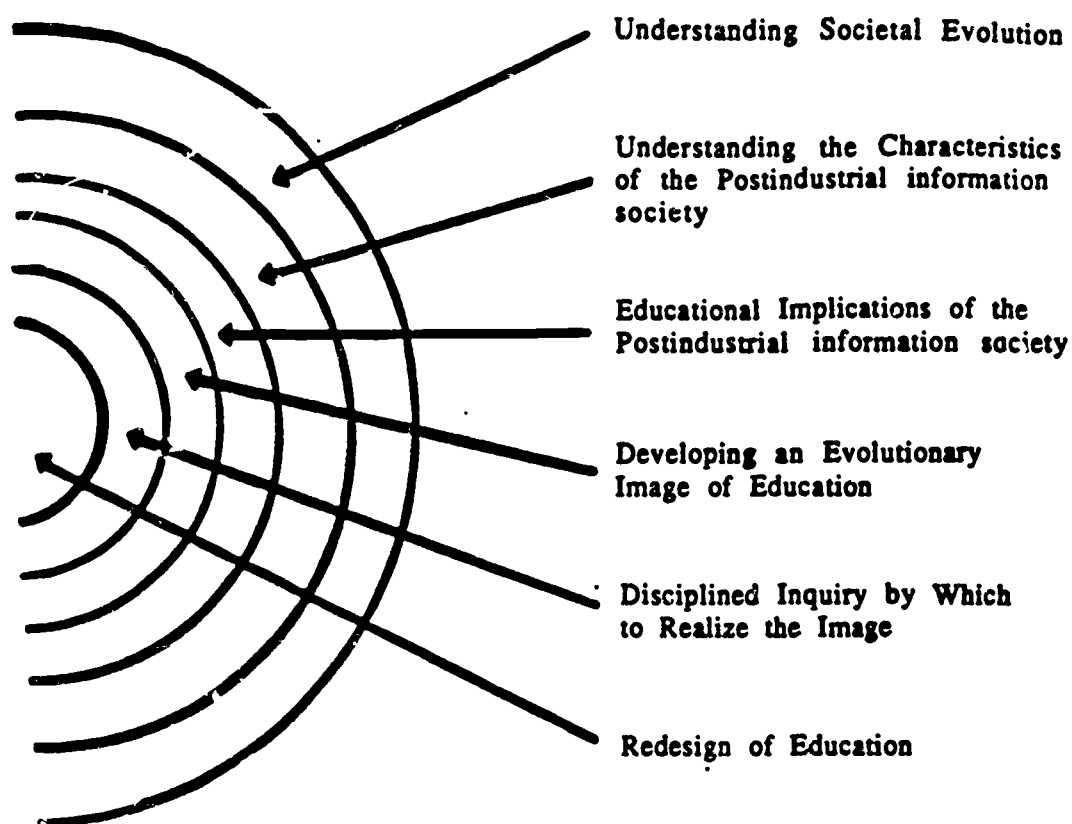 Understanding Societal Evolution
Understanding the Characteristics
of the Postindustrial information
society
Educational Implications of the
Postindustrial information society
Developing an Evolutionary
Image of Education
Disciplined Inquiry by Which
to Realize the Image
Redesign of Education